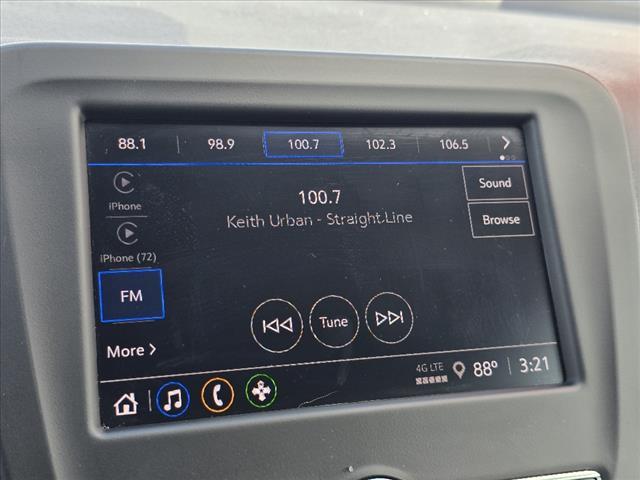 88.1 98.9 100.7 102.3 106.5
iPhone
100.7
Sound
Keith Urban - Straight Line
Browse
iPhone (72)
FM
Tune
More >
4G LTE 88° 3:21